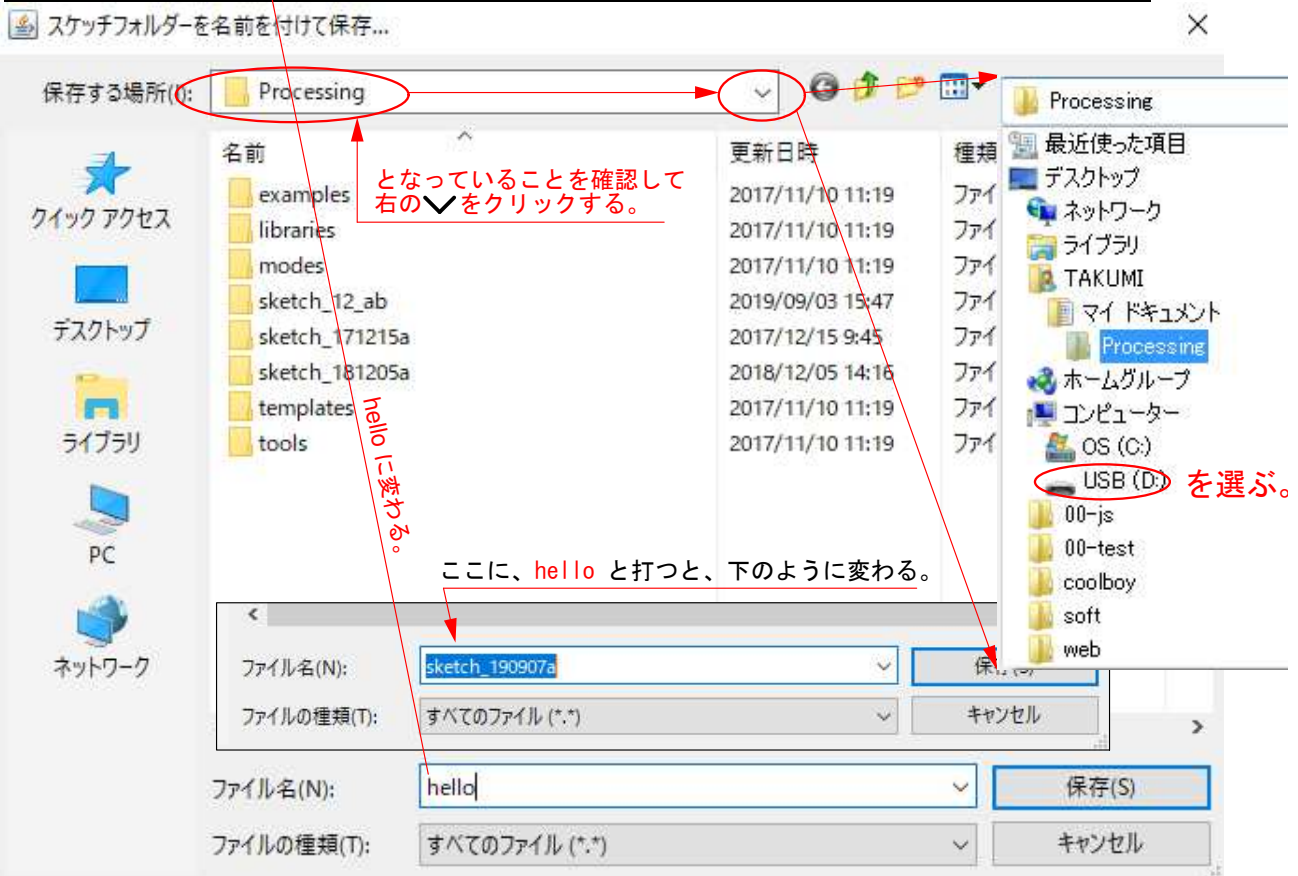 スケッチフォルダーを名前を付けて保存...
保存する場所(I):
Processing
Processing
名前
更新日時
種類
となっていることを確認して
右の
をクリックする。
examples
2017/11/10 11:19
ファイ
libraries
2017/11/10 11:19
ファイ
modes
2017/11/10 11:19
ファイ
sketch_12_ab
2019/09/03 15:47
ファイ
sketch_171215a
2017/12/15 9:45
ファイ
sketch_181205a
2018/12/05 14:16
ファイ
templates
2017/11/10 11:19
ファイ
tools
2017/11/10 11:19
ファイ
クイック アクセス
デスクトップ
ライブラリ
PC
ネットワーク
最近使った項目
デスクトップ
ネットワーク
ライブラリ
TAKUMI
マイ ドキュメント
Processing
ホームグループ
コンピューター
OS (C:)
USB (D:) を選ぶ。
00-js
00-test
coolboy
soft
web
hello に変わる。
ここに、hello と打つと、下のように変わる。
ファイル名(N):
sketch_190907a
保存(S)
ファイルの種類(T):
すべてのファイル (*.*)
キャンセル
ファイル名(N):
hello
保存(S)
ファイルの種類(T):
すべてのファイル (*.*)
キャンセル